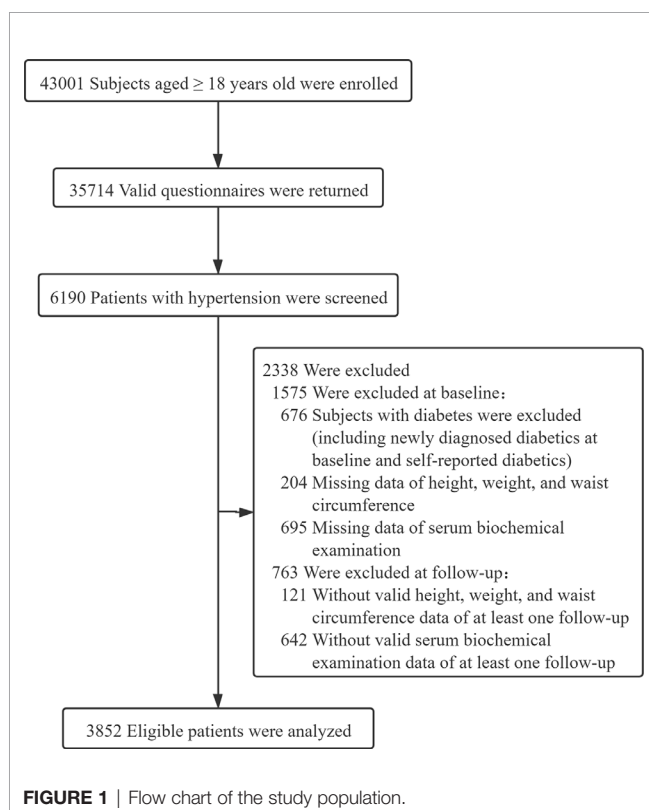 43001 Subjects aged ≥ 18 years old were enrolled
35714 Valid questionnaires were returned
6190 Patients with hypertension were screened
2338 Were excluded
1575 Were excluded at baseline:
676 Subjects with diabetes were excluded
(including newly diagnosed diabetics at
baseline and self-reported diabetics)
204 Missing data of height, weight, and waist
circumference
695 Missing data of serum biochemical
examination
763 Were excluded at follow-up:
121 Without valid height, weight, and waist
circumference data of at least one follow-up
642 Without valid serum biochemical
examination data of at least one follow-up
3852 Eligible patients were analyzed
FIGURE 1 | Flow chart of the study population.